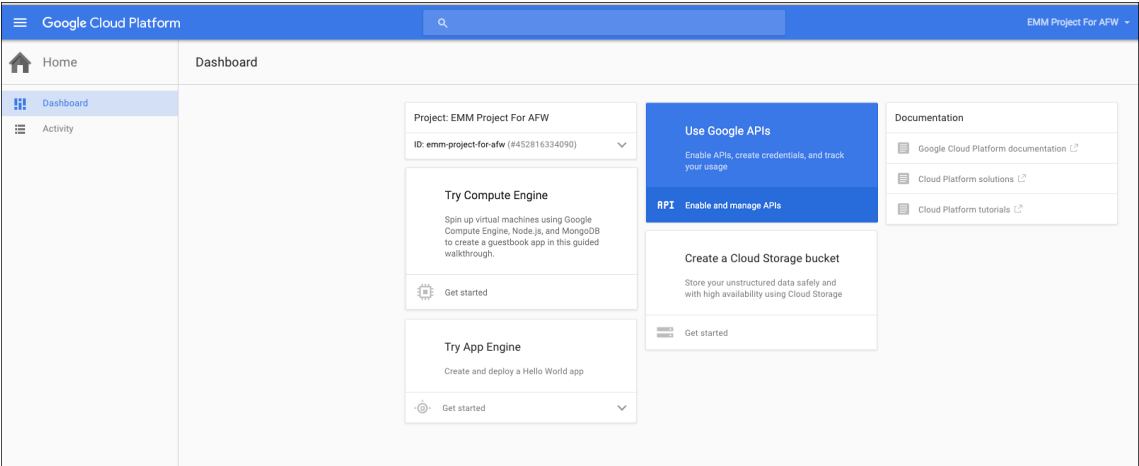 Google Cloud Platform
EMM Project For AFW
Home
Dashboard
Dashboard
Activity
Project: EMM Project For AFW
ID: emm-project-for-afw (#452816334090)
Try Compute Engine
Spin up virtual machines using Google
Compute Engine, Node.js, and MongoDB
to create a guestbook app in this guided
walkthrough.
Get started
Try App Engine
Create and deploy a Hello World app
Get started
Use Google APIs
Enable APIs, create credentials, and track
your usage
API Enable and manage APIs
Create a Cloud Storage bucket
Store your unstructured data safely and
with high availability using Cloud Storage
Get started
Documentation
Google Cloud Platform documentation
Cloud Platform solutions
Cloud Platform tutorials